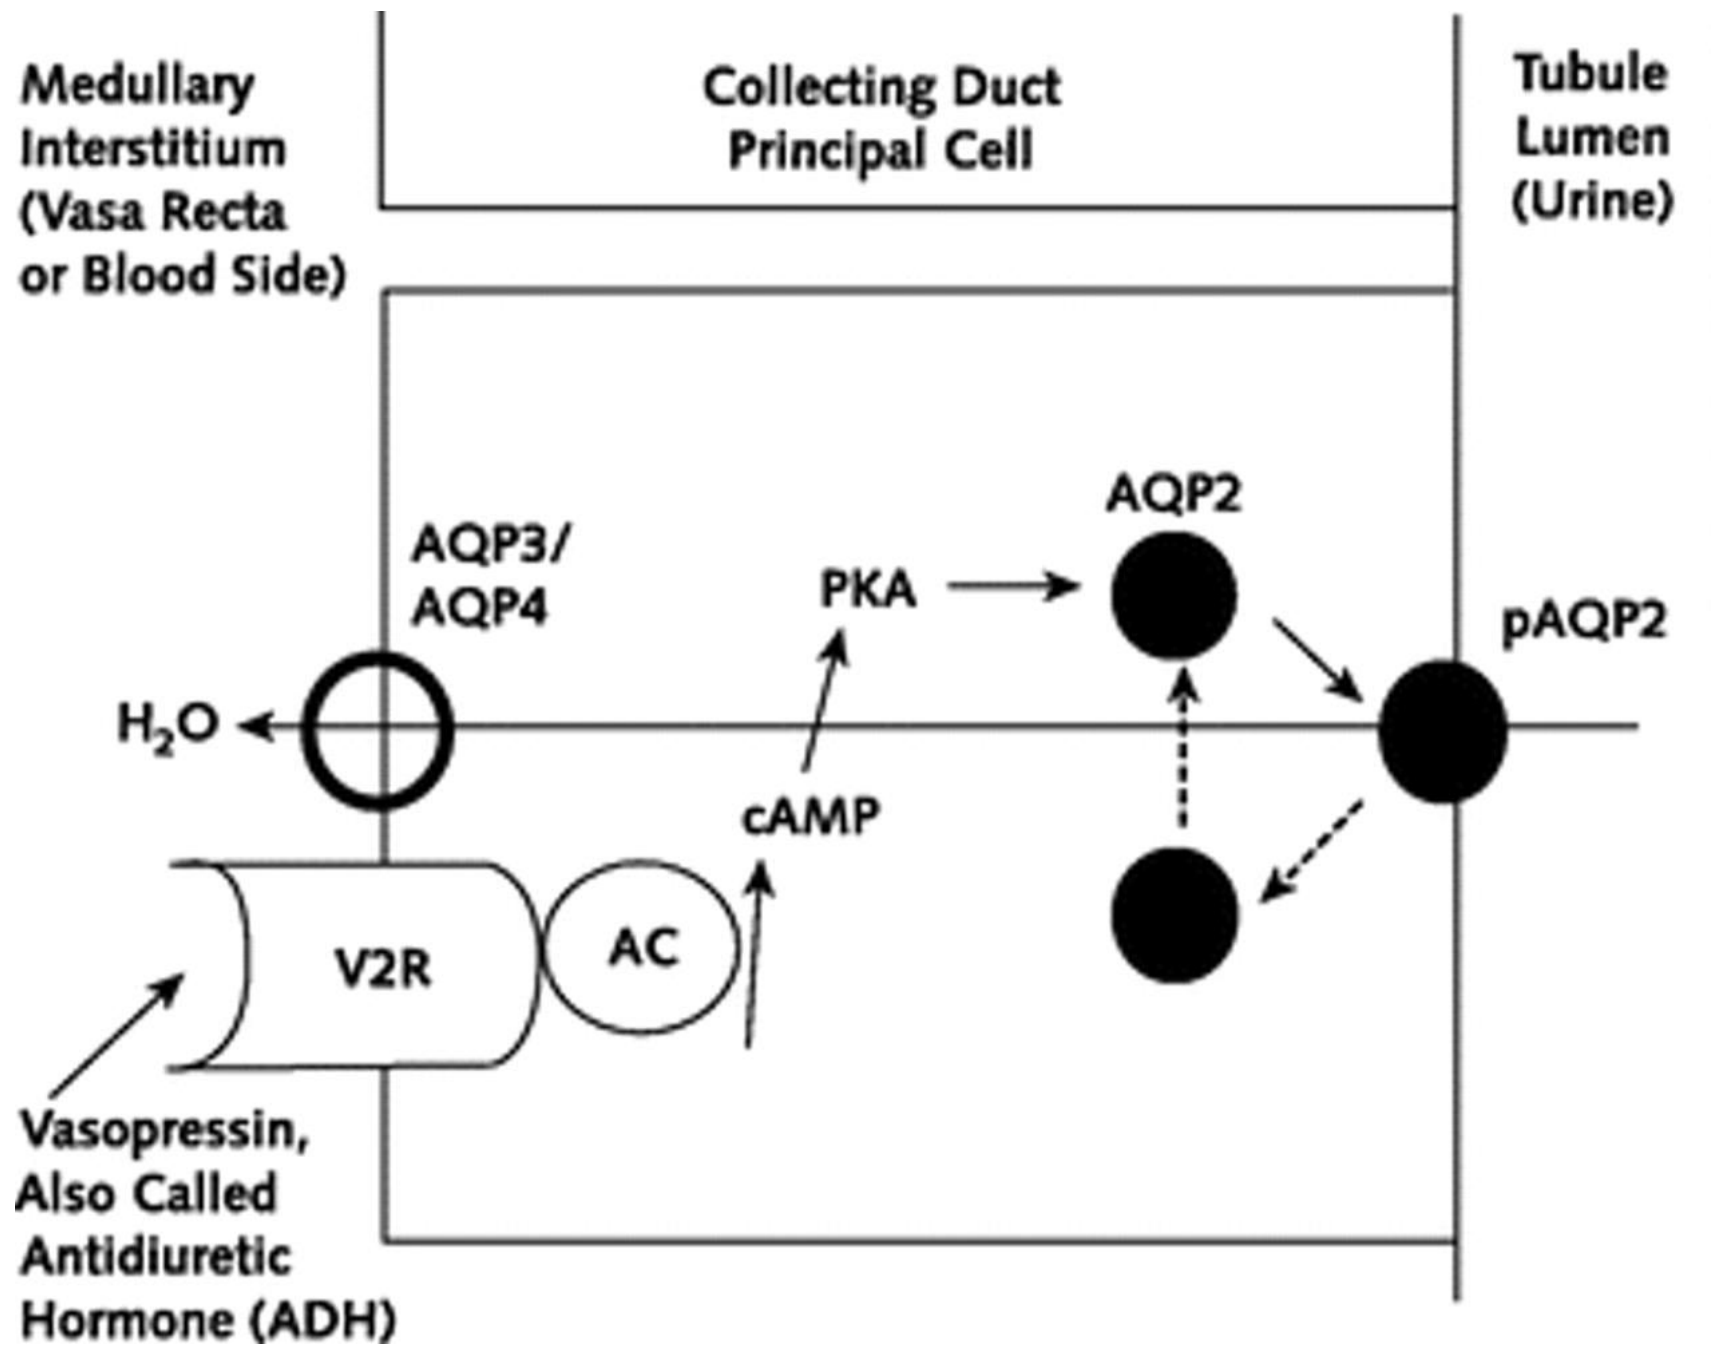 Medullary
Interstitium
(Vasa Recta
or Blood Side)
Collecting Duct
Principal Cell
Tubule
Lumen
(Urine)
AQP3/
AQP4
AQP2
PKA
pAQP2
H₂O
cAMP
V2R
AC
Vasopressin,
Also Called
Antidiuretic
Hormone (ADH)